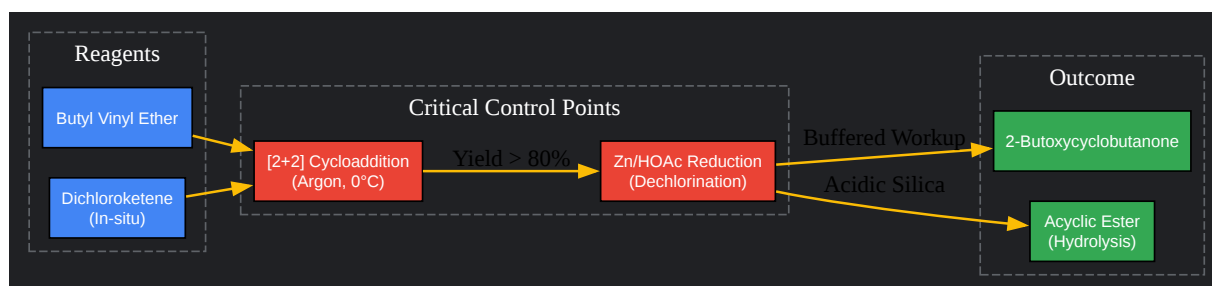 Reagents
Butyl Vinyl Ether
Dichloroketene
(In-situ)
Critical Control Points
[2+2] Cycloaddition
(Argon, 0°C)
Yield > 80%
Zn/HOAc Reduction
(Dechlorination)
Buffered Workup
Acidic Silica
Outcome
2-Butoxycyclobutanone
Acyclic Ester
(Hydrolysis)